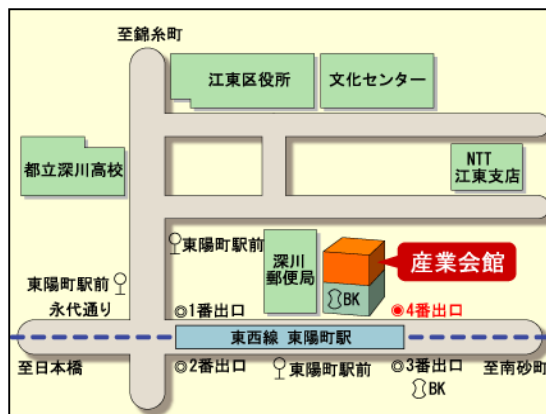 至錦糸町
江東区役所
文化センター
都立深川高校
NTT
江東支店
東陽町駅前
深川
郵便局
産業会館
BK
東陽町駅前
永代通り
◎1番出口
◉4番出口
東西線 東陽町駅
至日本橋
◎2番出口
東陽町駅前
◎3番出口
至南砂町
BK